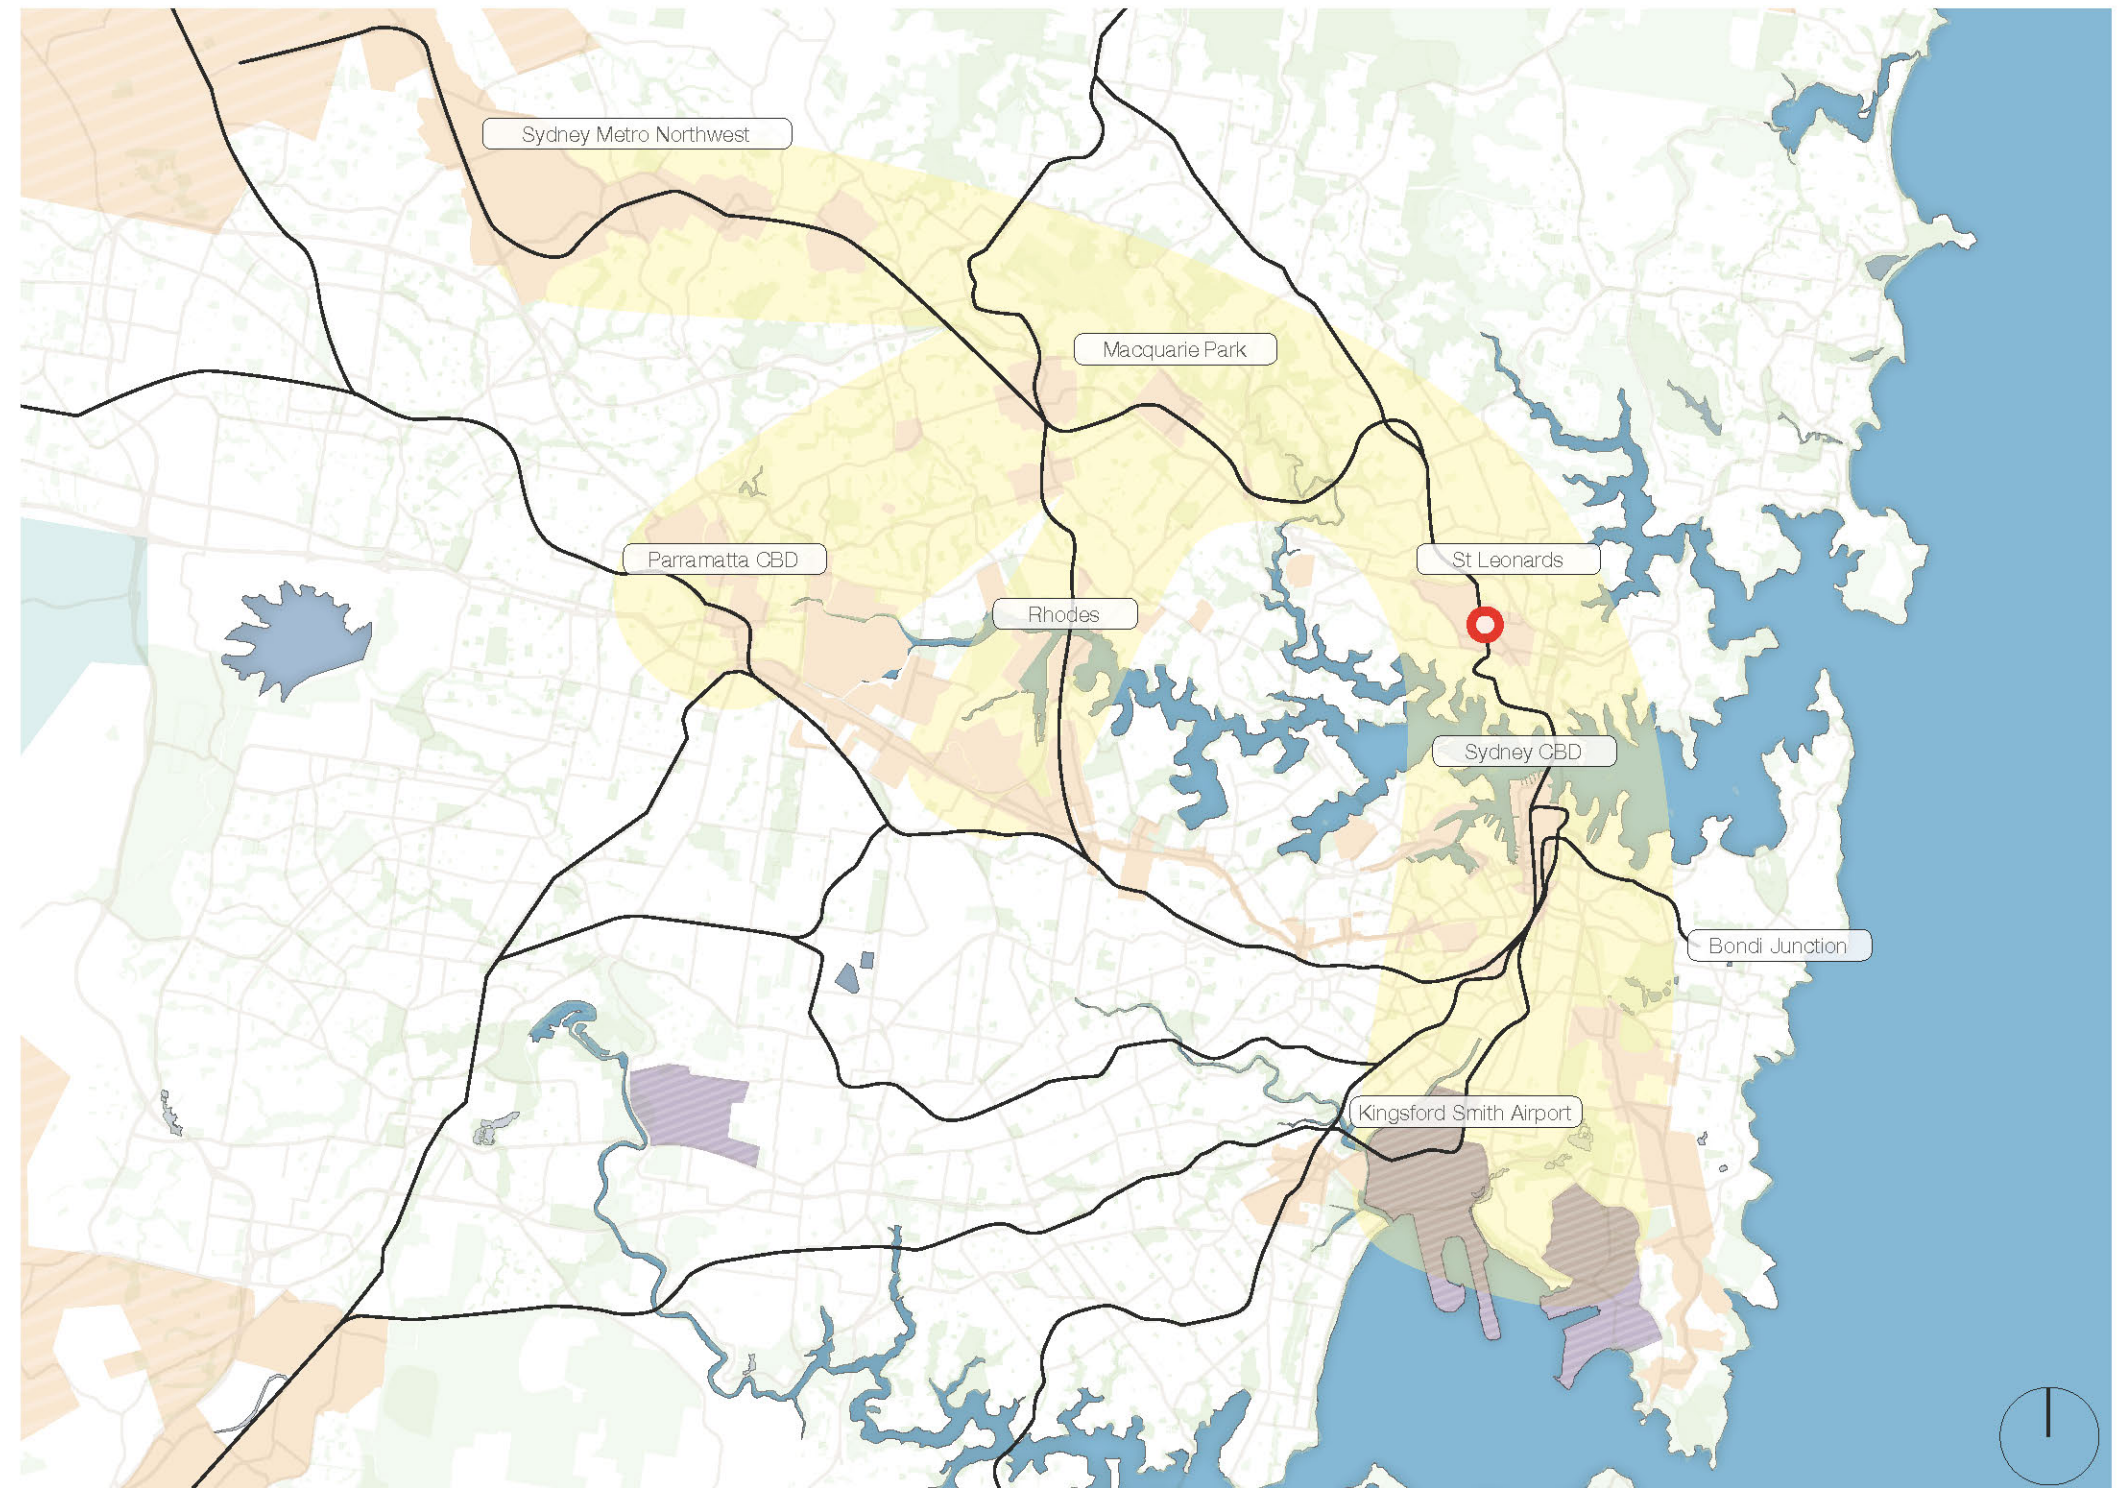 Sydney Metro Northwest
Macquarie Park
Parramatta CBD
St Leonards
Rhodes
Sydney CBD
Bondi Junction
Kingsford Smith Airport